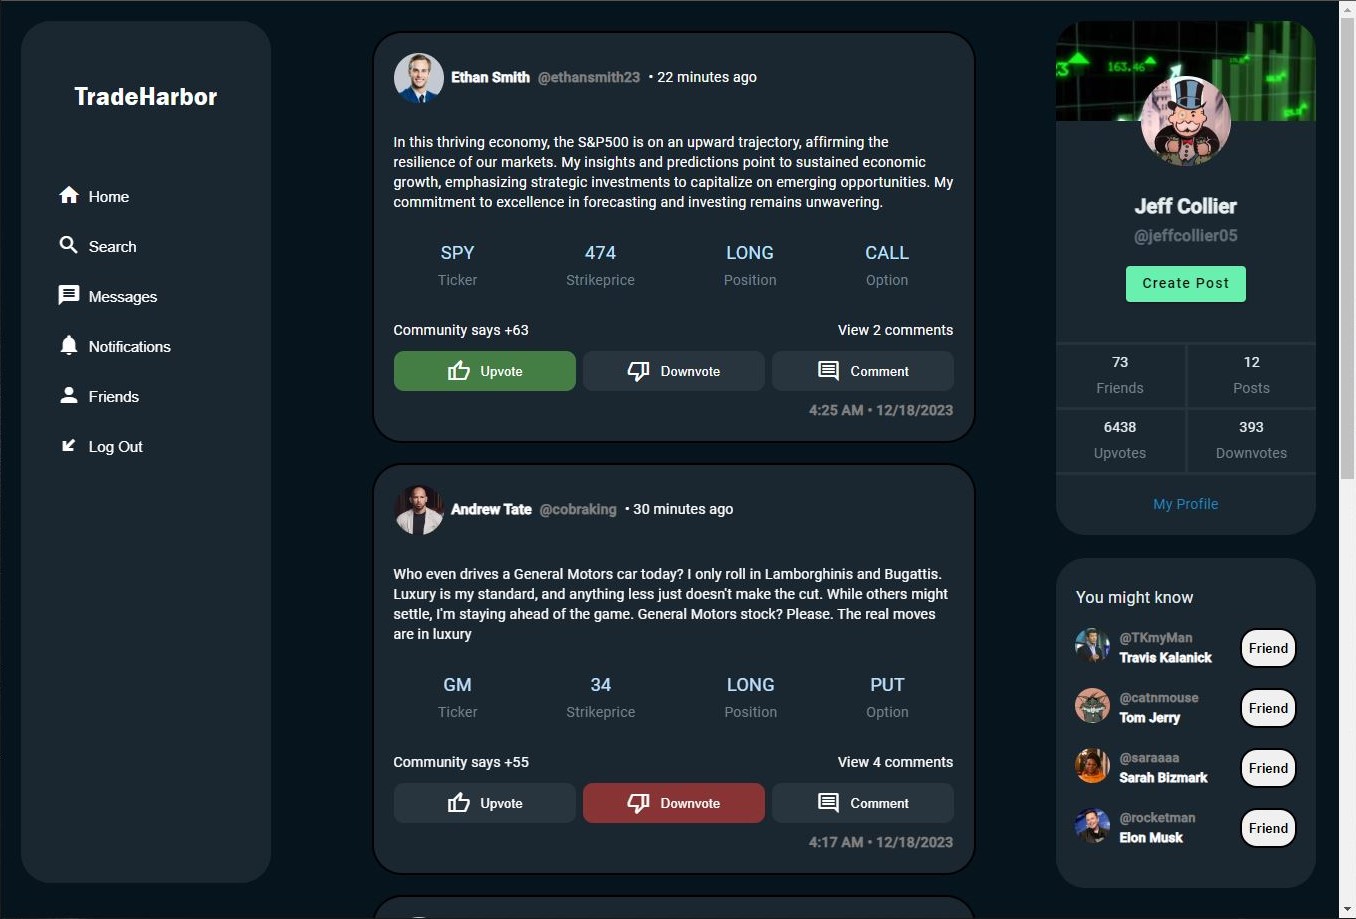 TradeHarbor
Home
Search
Messages
Notifications
Friends
Log Out
Ethan Smith @ethansmith23 • 22 minutes ago
In this thriving economy, the S&P500 is on an upward trajectory, affirming the
resilience of our markets. My insights and predictions point to sustained economic
growth, emphasizing strategic investments to capitalize on emerging opportunities. My
commitment to excellence in forecasting and investing remains unwavering.
SPY 474 LONG CALL
Ticker Strikeprice Position Option
Community says +63 View 2 comments
Upvote Downvote Comment
4:25 AM • 12/18/2023
Andrew Tate @cobraking • 30 minutes ago
Who even drives a General Motors car today? I only roll in Lamborghinis and Bugattis.
Luxury is my standard, and anything less just doesn't make the cut. While others might
settle, I'm staying ahead of the game. General Motors stock? Please. The real moves
are in luxury
GM 34 LONG PUT
Ticker Strikeprice Position Option
Community says +55 View 4 comments
Upvote Downvote Comment
4:17 AM • 12/18/2023
163.46
Jeff Collier
@jeffcollier05
Create Post
73 12
Friends Posts
6438 393
Upvotes Downvotes
My Profile
You might know
@TKmyMan
Travis Kalanick
Friend
@catnmouse
Tom Jerry
Friend
@saraaaa
Sarah Bizmark
Friend
@rocketman
Elon Musk
Friend